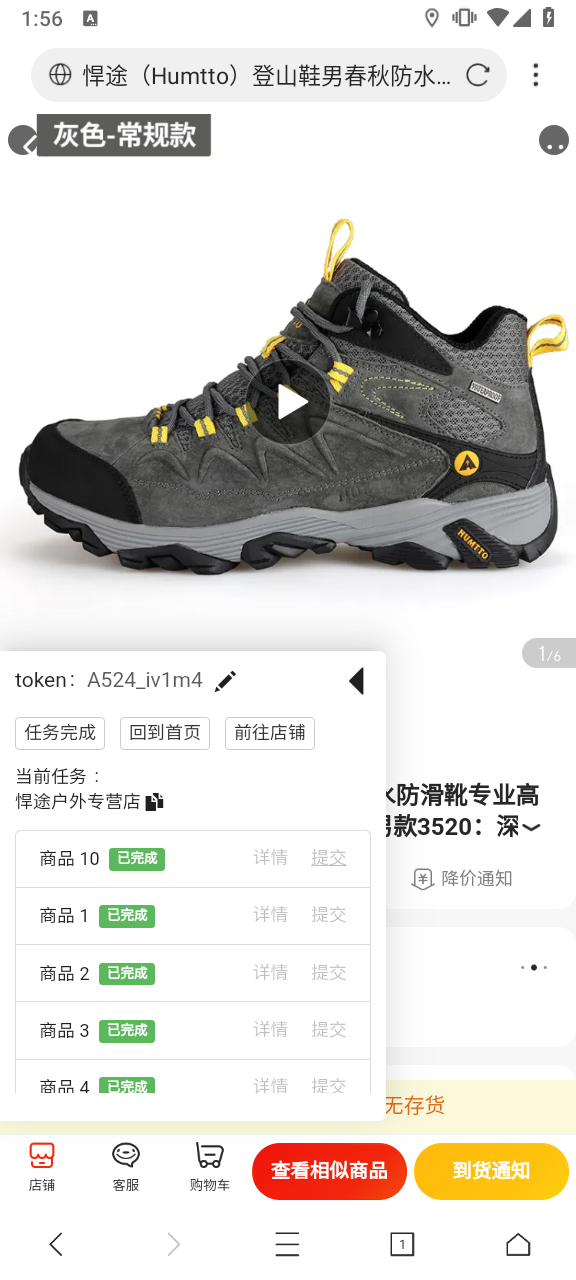 1:56
悍途（Humtto）登山鞋男春秋防水…
灰色-常规款
HUMTTO
1/6
token： A524_iv1m4
任务完成 回到首页 前往店铺
当前任务：
悍途户外专营店
水防滑靴专业高
男款3520：深
降价通知
商品 10 已完成 详情 提交
商品 1 已完成 详情 提交
商品 2 已完成 详情 提交
商品 3 已完成 详情 提交
商品 4 已完成 详情 提交
无存货
店铺 客服 购物车 查看相似商品 到货通知
1